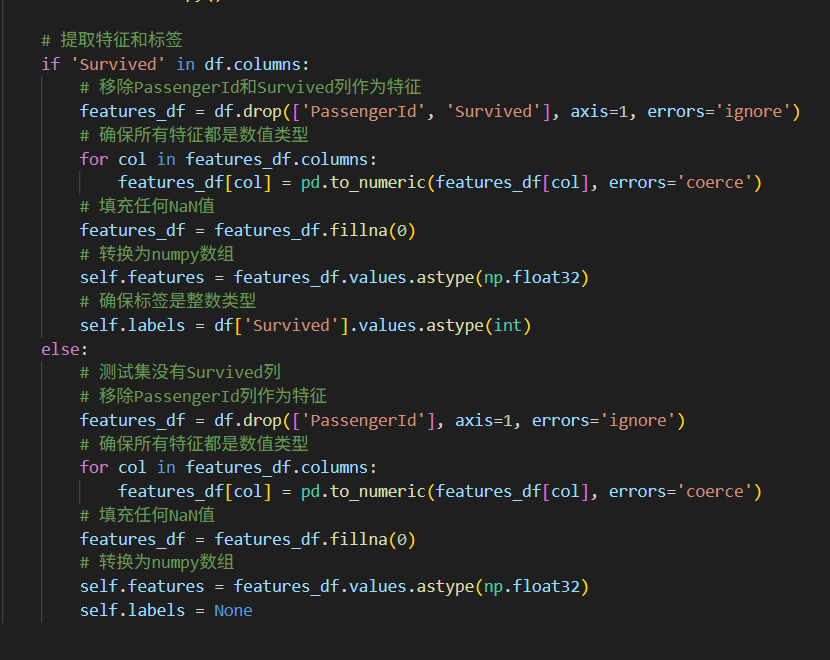 # 提取特征和标签
if 'Survived' in df.columns:
# 移除PassengerId和Survived列作为特征
features_df = df.drop(['PassengerId', 'Survived'], axis=1, errors='ignore')
# 确保所有特征都是数值类型
for col in features_df.columns:
features_df[col] = pd.to_numeric(features_df[col], errors='coerce')
# 填充任何NaN值
features_df = features_df.fillna(0)
# 转换为numpy数组
self.features = features_df.values.astype(np.float32)
# 确保标签是整数类型
self.labels = df['Survived'].values.astype(int)
else:
# 测试集没有Survived列
# 移除PassengerId列作为特征
features_df = df.drop(['PassengerId'], axis=1, errors='ignore')
# 确保所有特征都是数值类型
for col in features_df.columns:
features_df[col] = pd.to_numeric(features_df[col], errors='coerce')
# 填充任何NaN值
features_df = features_df.fillna(0)
# 转换为numpy数组
self.features = features_df.values.astype(np.float32)
self.labels = None